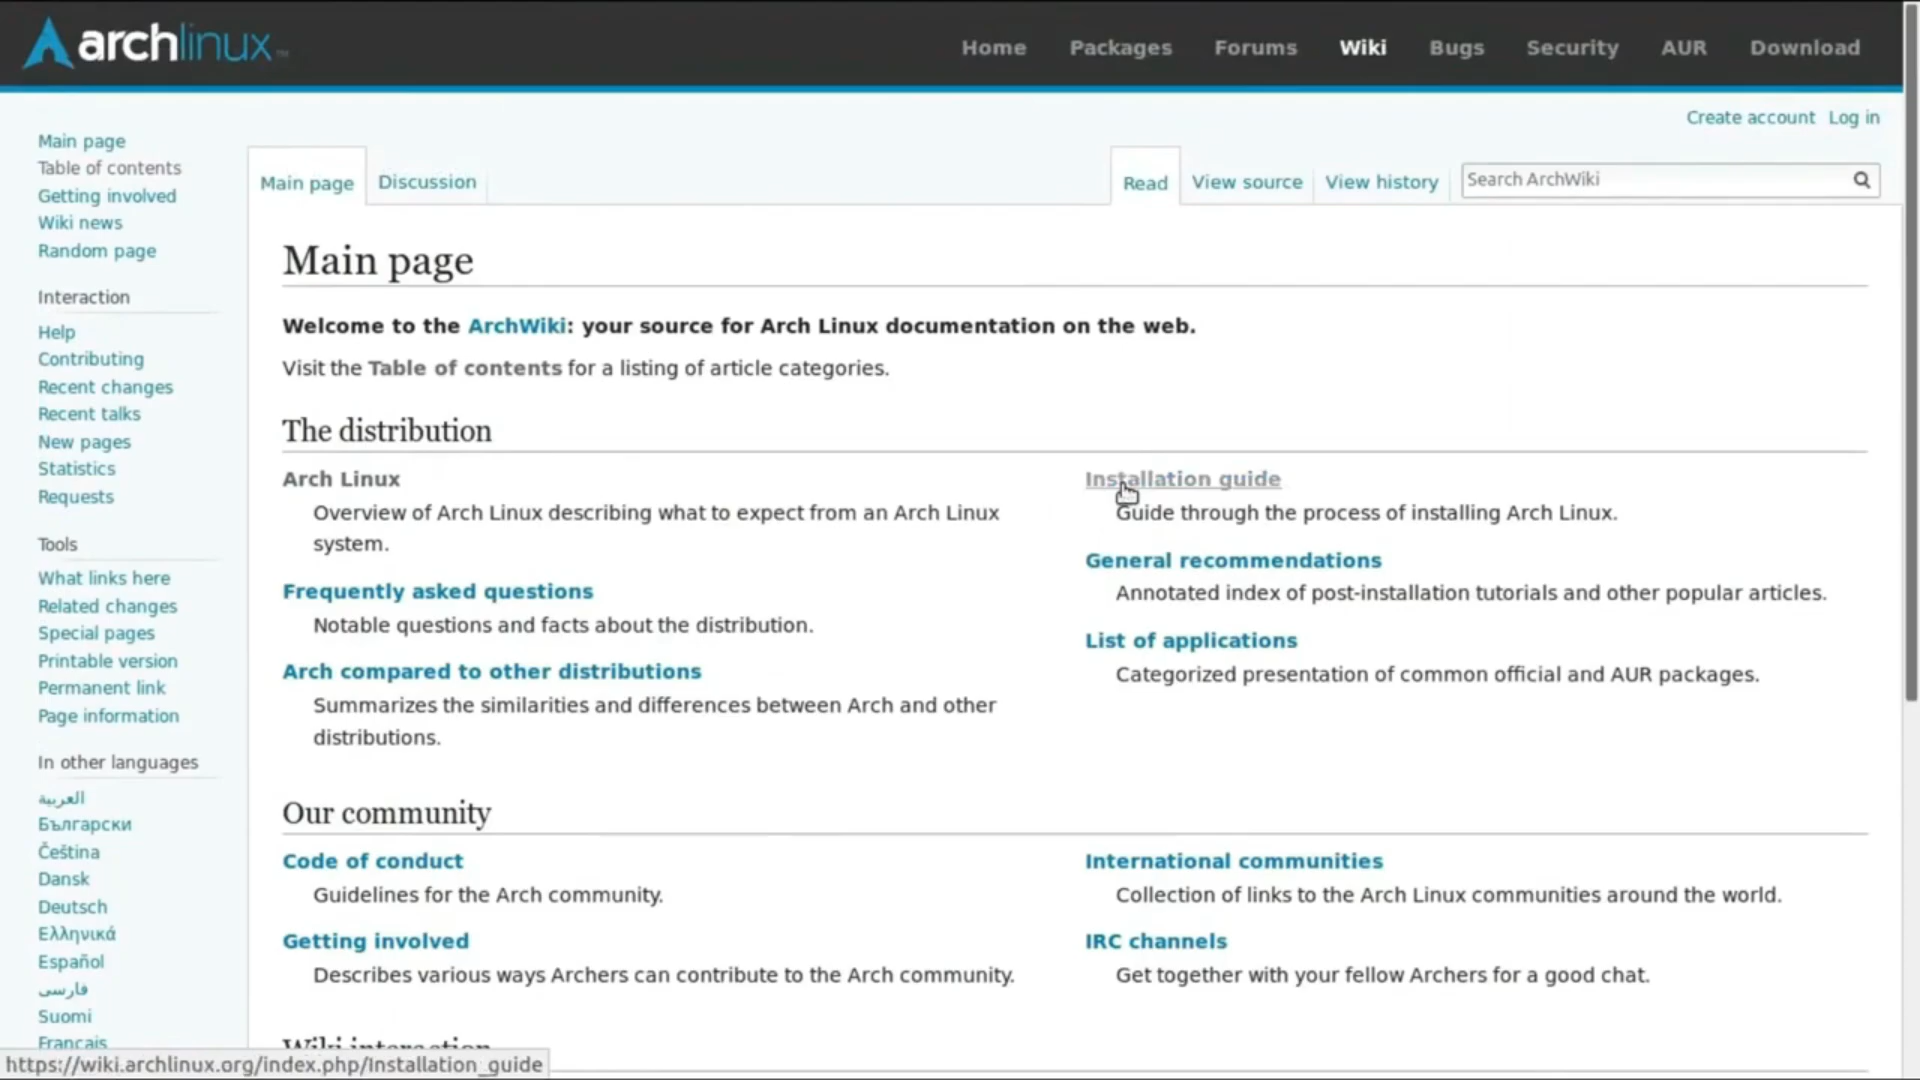 archlinux™
Home Packages Forums Wiki Bugs Security AUR Download
Create account Log in
Main page
Table of contents
Getting involved
Wiki news
Random page
Interaction
Help
Contributing
Recent changes
Recent talks
New pages
Statistics
Requests
Tools
What links here
Related changes
Special pages
Printable version
Permanent link
Page information
In other languages
العربية
Български
Čeština
Dansk
Deutsch
Ελληνικά
Español
فارسی
Suomi
Français
Main page Discussion
Read View source View history Search ArchWiki
Main page
Welcome to the ArchWiki: your source for Arch Linux documentation on the web.
Visit the Table of contents for a listing of article categories.
The distribution
Arch Linux
Overview of Arch Linux describing what to expect from an Arch Linux
system.
Frequently asked questions
Notable questions and facts about the distribution.
Arch compared to other distributions
Summarizes the similarities and differences between Arch and other
distributions.
Installation guide
Guide through the process of installing Arch Linux.
General recommendations
Annotated index of post-installation tutorials and other popular articles.
List of applications
Categorized presentation of common official and AUR packages.
Our community
Code of conduct
Guidelines for the Arch community.
Getting involved
Describes various ways Archers can contribute to the Arch community.
International communities
Collection of links to the Arch Linux communities around the world.
IRC channels
Get together with your fellow Archers for a good chat.
Wiki interaction
https://wiki.archlinux.org/index.php/Installation_guide